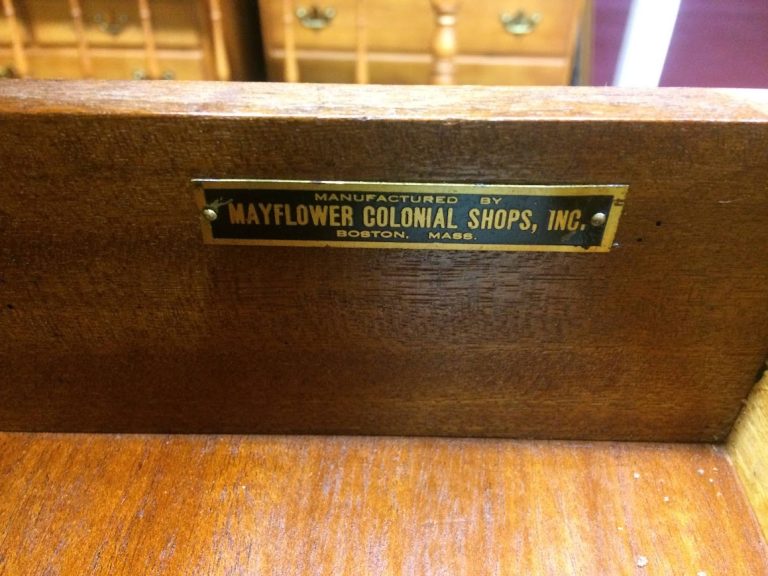 MANUFACTURED BY
MAYFLOWER COLONIAL SHOPS, INC.
BOSTON, MASS.